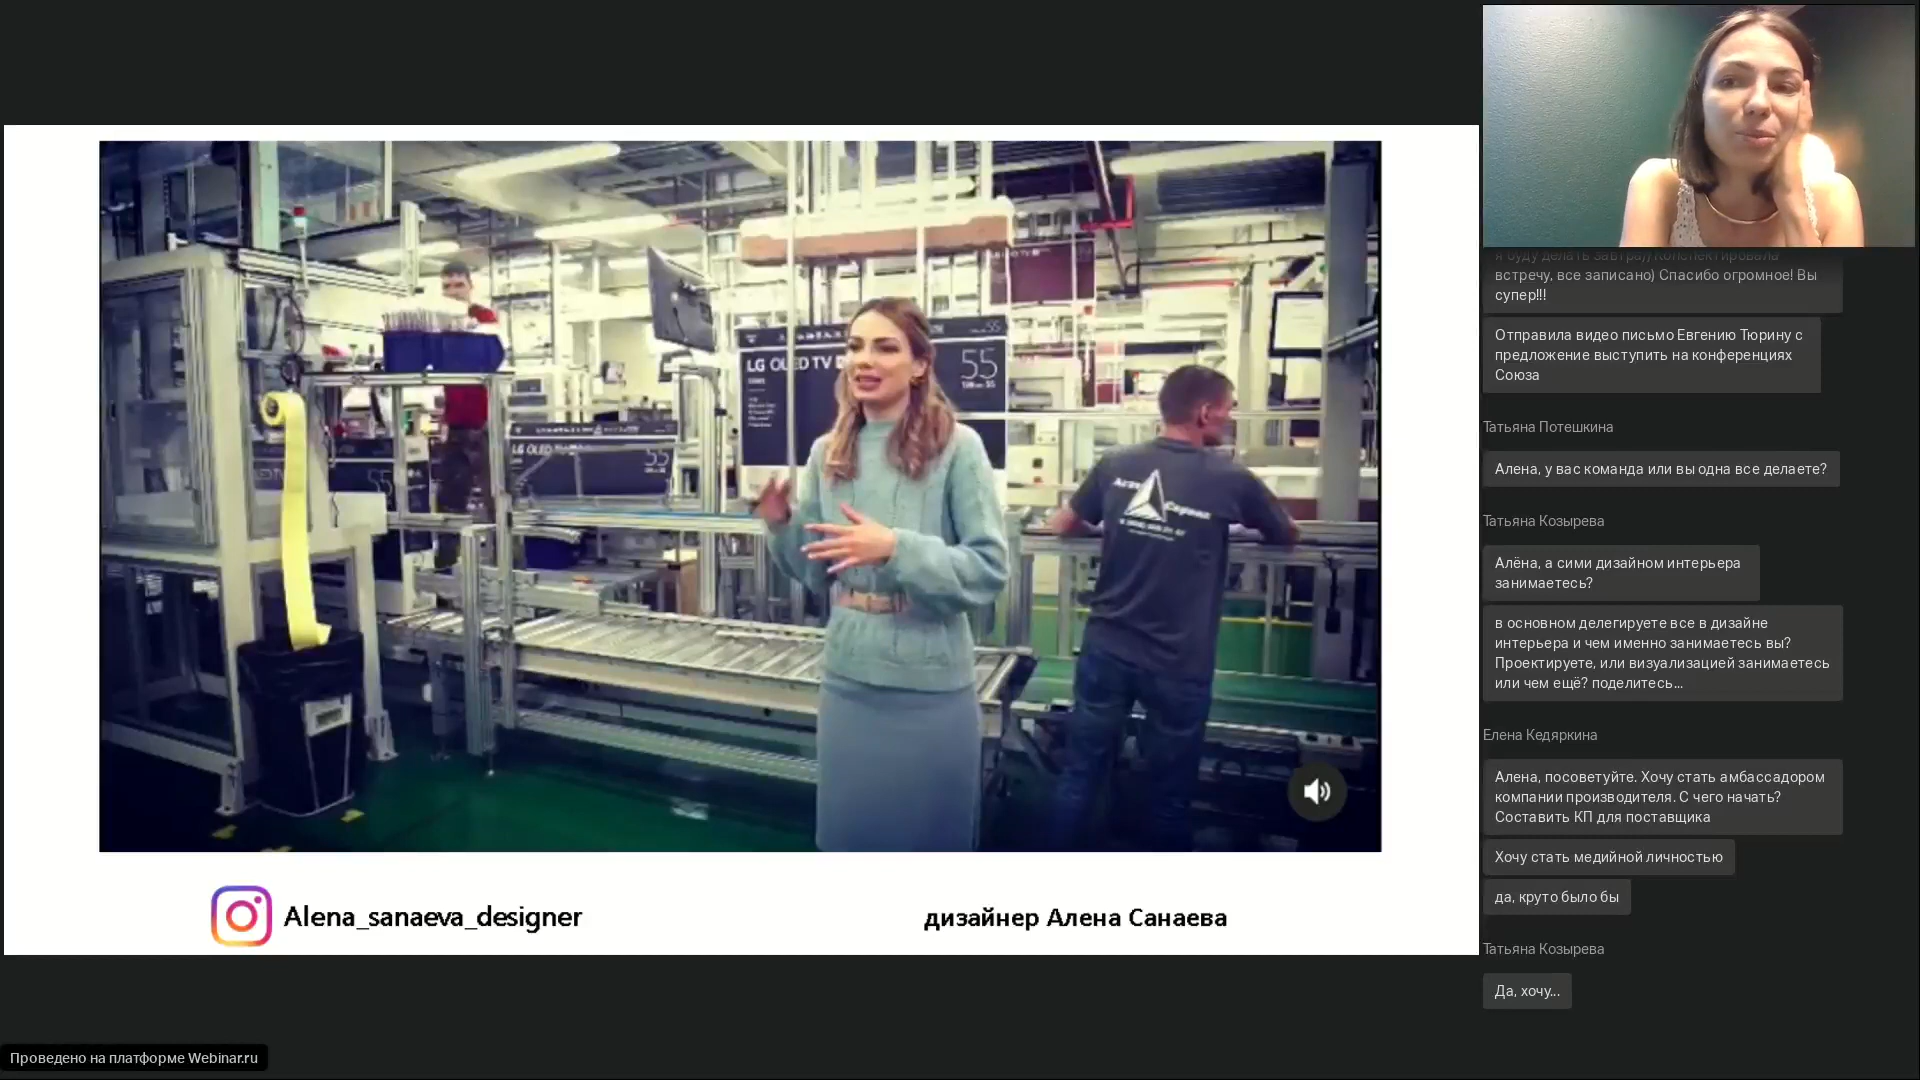 LG OLED TV
55
LG OLED
55
Сервис
Alena_sanaeva_designer
дизайнер Алена Санаева
я буду делать завтра)) Конспектировала
встречу, все записано) Спасибо огромное! Вы
супер!!!
Отправила видео письмо Евгению Тюрину с
предложение выступить на конференциях
Союза
Татьяна Потешкина
Алена, у вас команда или вы одна все делаете?
Татьяна Козырева
Алёна, а сими дизайном интерьера
занимаетесь?
в основном делегируете все в дизайне
интерьера и чем именно занимаетесь вы?
Проектируете, или визуализацией занимаетесь
или чем ещё? поделитесь...
Елена Кедяркина
Алена, посоветуйте. Хочу стать амбассадором
компании производителя. С чего начать?
Составить КП для поставщика
Хочу стать медийной личностью
да, круто было бы
Татьяна Козырева
Да, хочу...
Проведено на платформе Webinar.ru